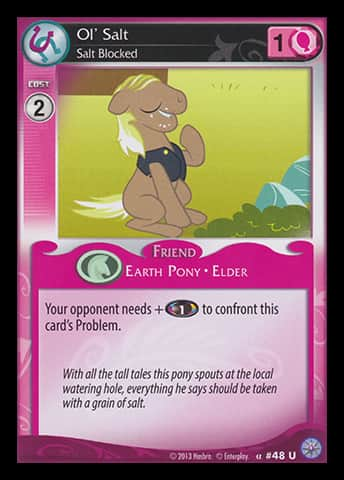 Ol' Salt
Salt Blocked
1
COST
2
FRIEND
EARTH PONY • ELDER
Your opponent needs + 1 to confront this
card's Problem.
With all the tall tales this pony spouts at the local
watering hole, everything he says should be taken
with a grain of salt.
© 2013 Hasbro. © Enterplay. α #48 U